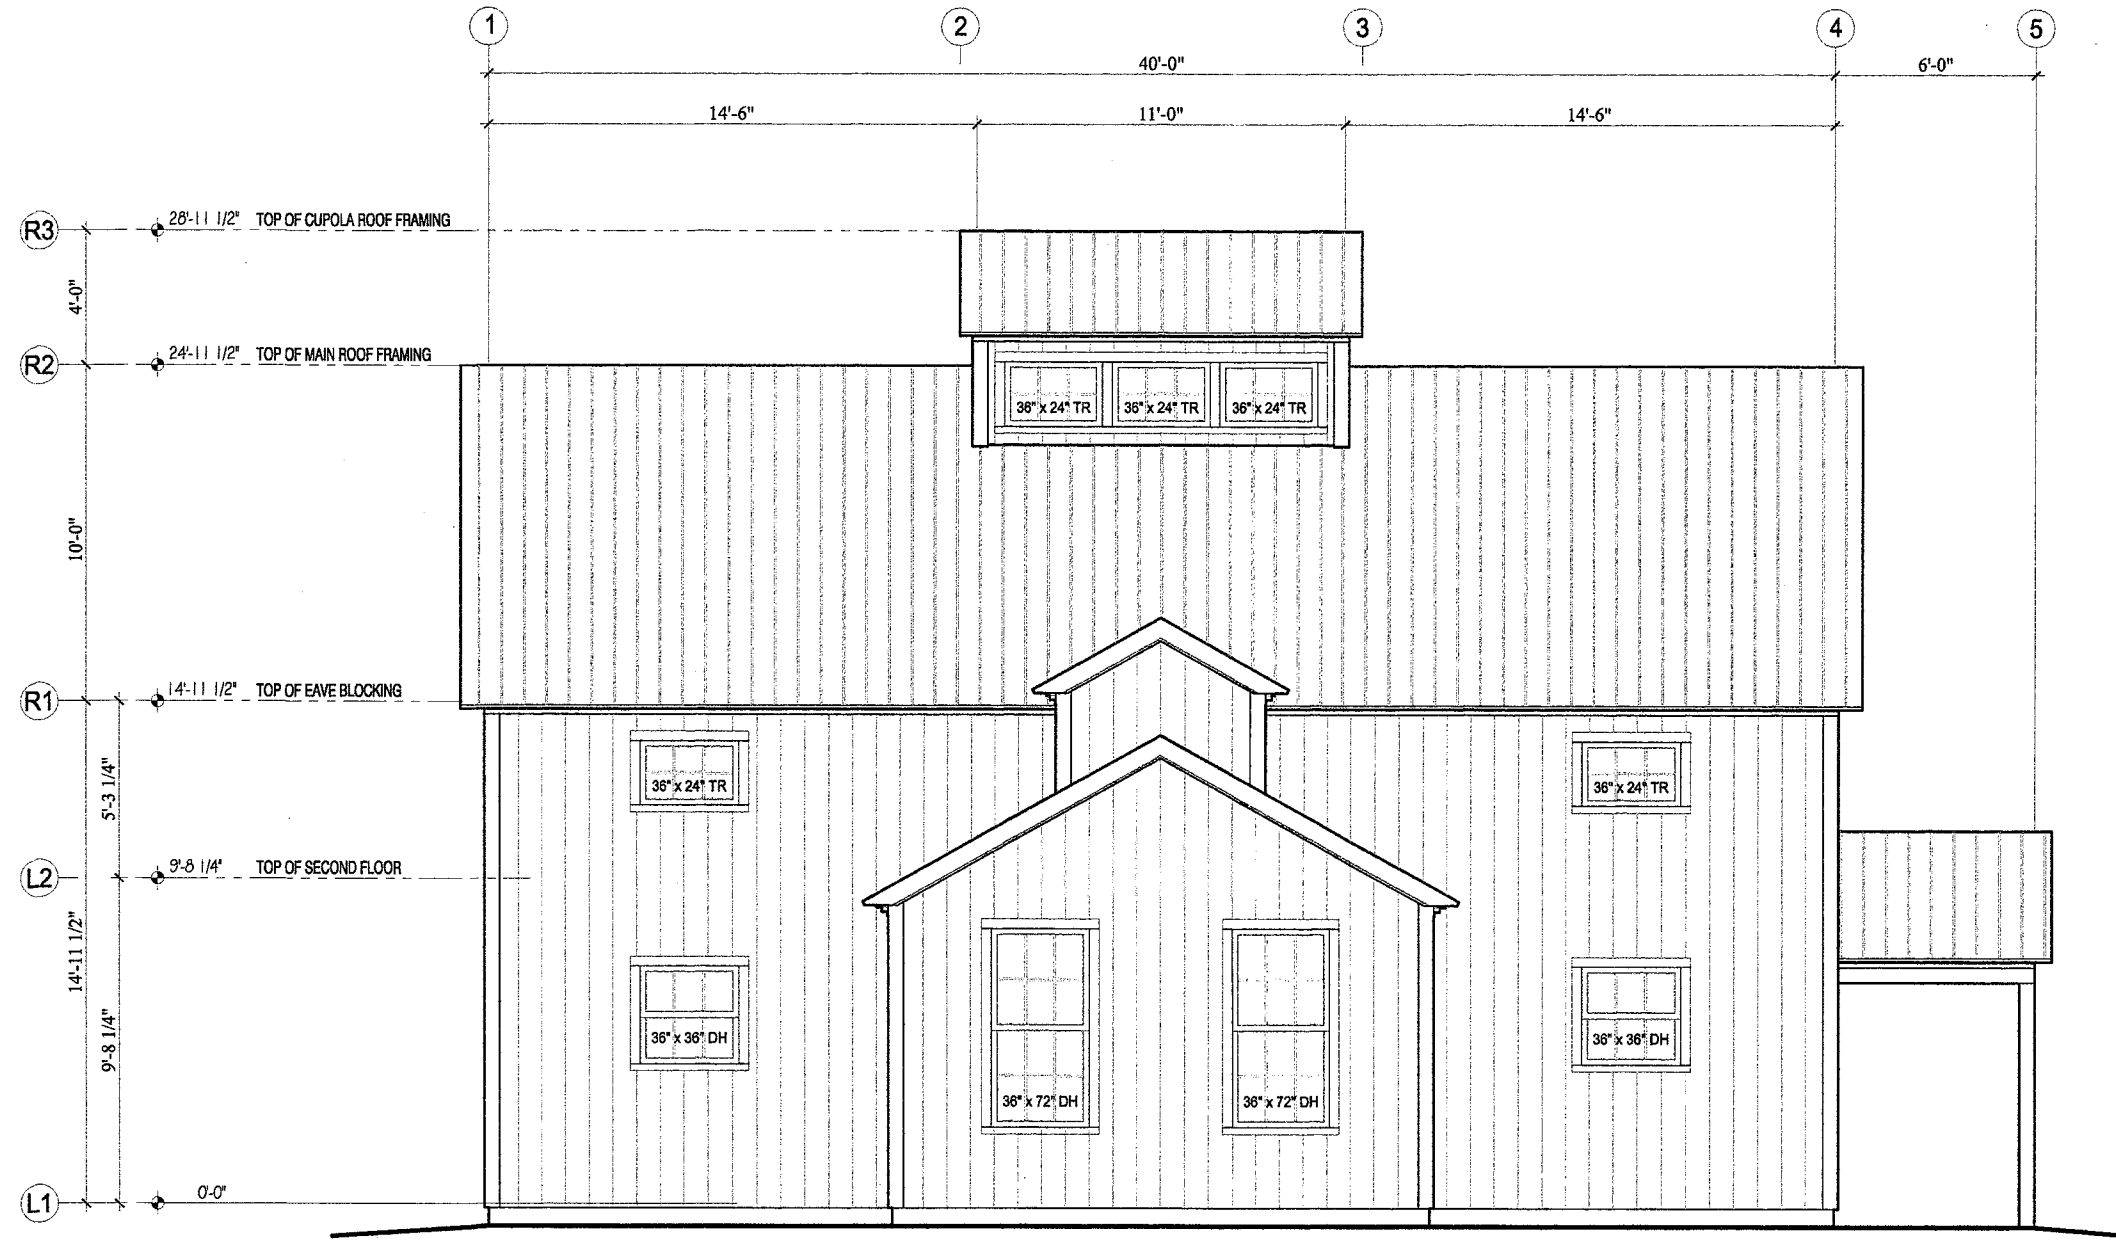 1 2 3 4 5
40'-0" 6'-0"
14'-6" 11'-0" 14'-6"
R3 28'-11 1/2" TOP OF CUPOLA ROOF FRAMING
4'-0"
R2 24'-11 1/2" TOP OF MAIN ROOF FRAMING
36" x 24" TR 36" x 24" TR 36" x 24" TR
10'-0"
R1 14'-11 1/2" TOP OF EAVE BLOCKING
5'-3 1/4"
36" x 24" TR 36" x 24" TR
L2 9'-8 1/4" TOP OF SECOND FLOOR
14'-11 1/2"
9'-8 1/4"
36" x 36" DH 36" x 36" DH
36" x 72" DH 36" x 72" DH
L1 0'-0"